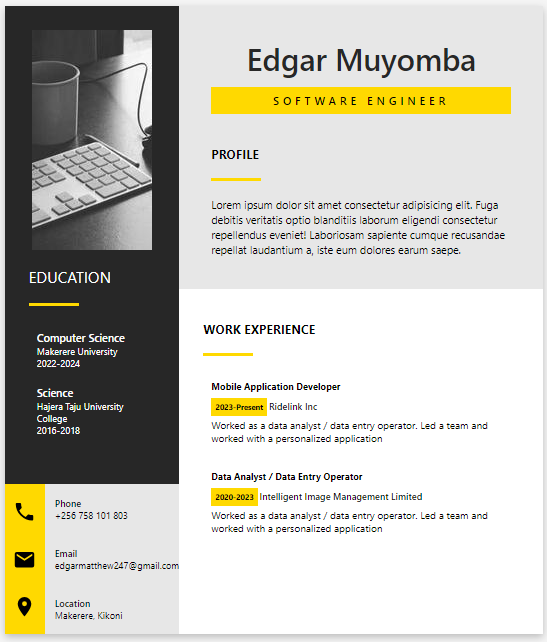 Edgar Muyomba
SOFTWARE ENGINEER
PROFILE
Lorem ipsum dolor sit amet consectetur adipisicing elit. Fuga
debitis veritatis optio blanditiis laborum eligendi consectetur
repellendus eveniet! Laboriosam sapiente cumque recusandae
repellat laudantium a, iste eum dolores earum saepe.
EDUCATION
Computer Science
Makerere University
2022-2024
Science
Hajera Taju University
College
2016-2018
Phone
+256 758 101 803
Email
edgarmatthew247@gmail.com
Location
Makerere, Kikoni
WORK EXPERIENCE
Mobile Application Developer
2023-Present Ridelink Inc
Worked as a data analyst / data entry operator. Led a team and
worked with a personalized application
Data Analyst / Data Entry Operator
2020-2023 Intelligent Image Management Limited
Worked as a data analyst / data entry operator. Led a team and
worked with a personalized application